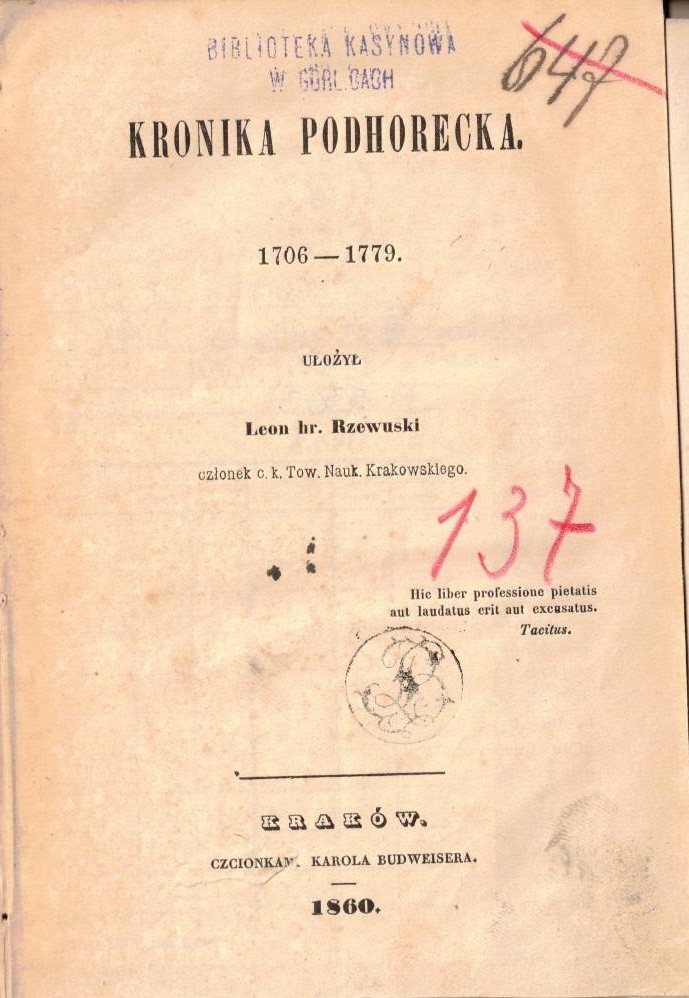 BIBLIOTEKA KASYNOWA
W GORLICACH
647
KRONIKA PODHORECKA.
1706 — 1779.
UŁOŻYŁ
Leon hr. Rzewuski
członek c. k. Tow. Nauk. Krakowskiego.
137
Hic liber professione pietatis
aut laudatus erit aut excusatus.
Tacitus.
KRAKÓW.
CZCIONKAMI KAROLA BUDWEISERA.
1860.